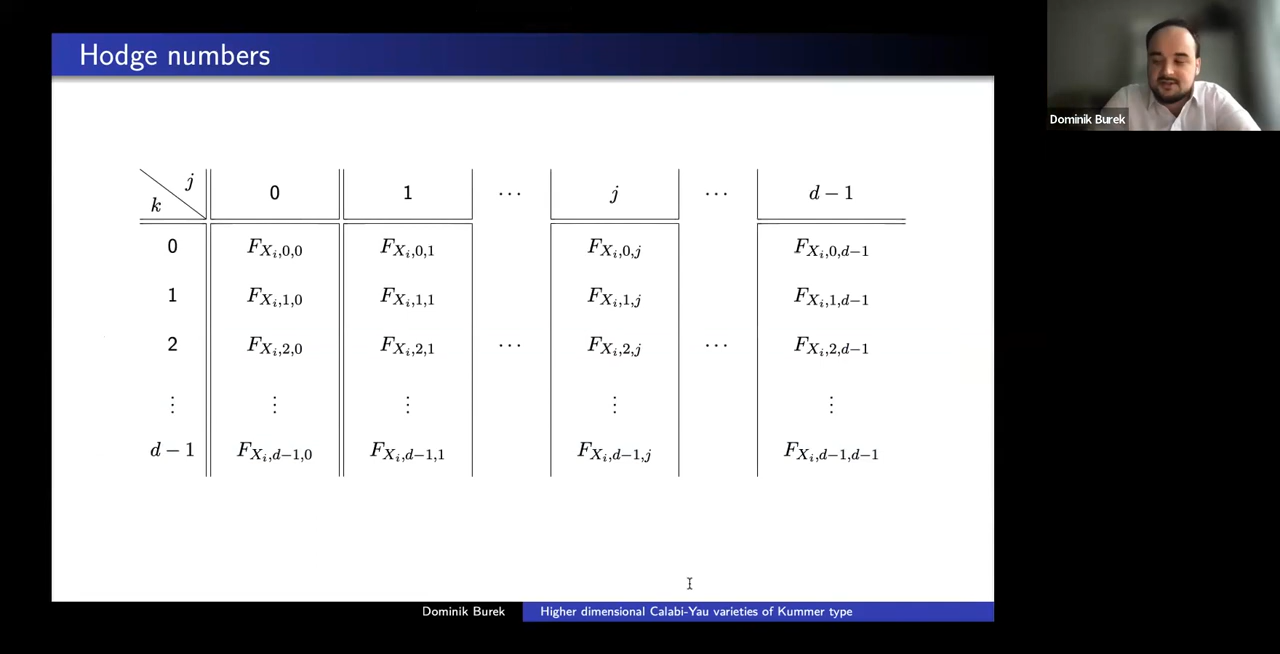 Hodge numbers
Dominik Burek
j
k
0 1 ⋯ j ⋯ d − 1
0 F_{X_i,0,0} F_{X_i,0,1} F_{X_i,0,j} F_{X_i,0,d−1}
1 F_{X_i,1,0} F_{X_i,1,1} F_{X_i,1,j} F_{X_i,1,d−1}
2 F_{X_i,2,0} F_{X_i,2,1} ⋯ F_{X_i,2,j} ⋯ F_{X_i,2,d−1}
⋮ ⋮ ⋮ ⋮ ⋮
d − 1 F_{X_i,d−1,0} F_{X_i,d−1,1} F_{X_i,d−1,j} F_{X_i,d−1,d−1}
Dominik Burek Higher dimensional Calabi-Yau varieties of Kummer type